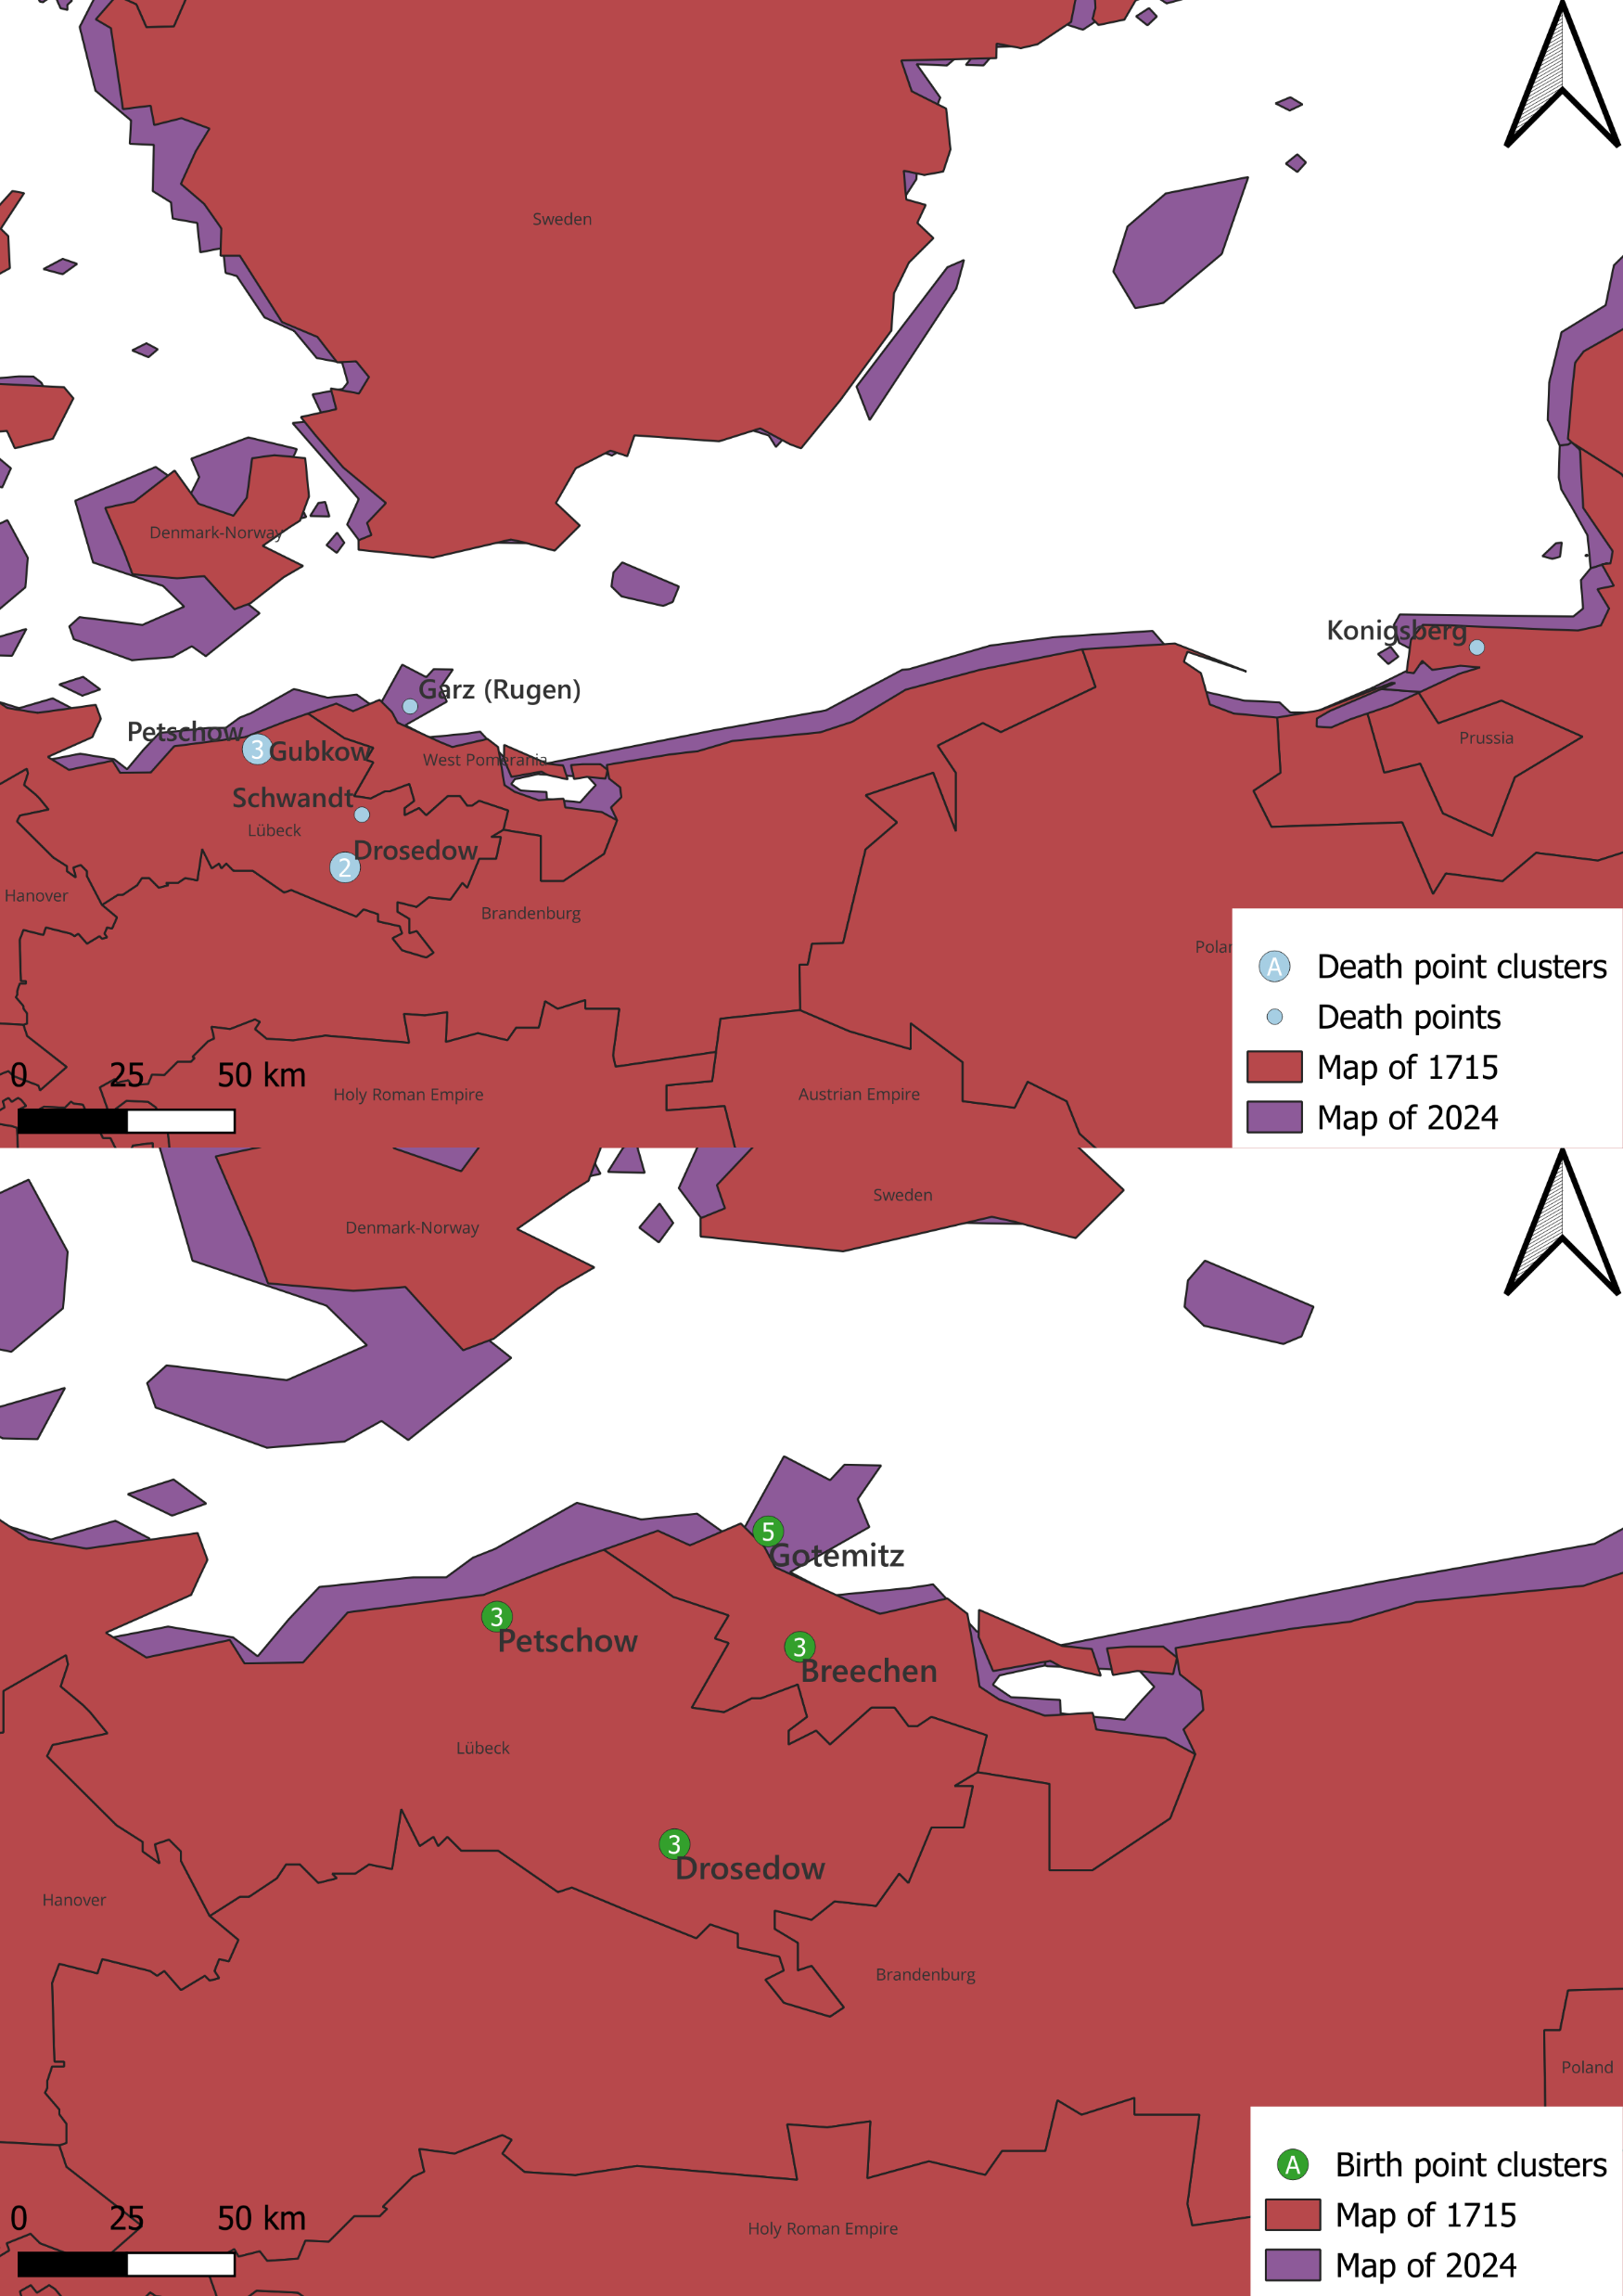 Sweden
Denmark-Norway
Konigsberg
Garz (Rugen)
Petschow
3
Gubkow
West Pomerania
Prussia
Schwandt
Lübeck
Drosedow
2
Hanover
Brandenburg
Polar
A Death point clusters
Death points
Map of 1715
Map of 2024
0 25 50 km
Holy Roman Empire
Austrian Empire
Sweden
Denmark-Norway
5
Gotemitz
3
Petschow
3
Breechen
Lübeck
3
Drosedow
Hanover
Brandenburg
Poland
A Birth point clusters
Map of 1715
Map of 2024
0 25 50 km
Holy Roman Empire